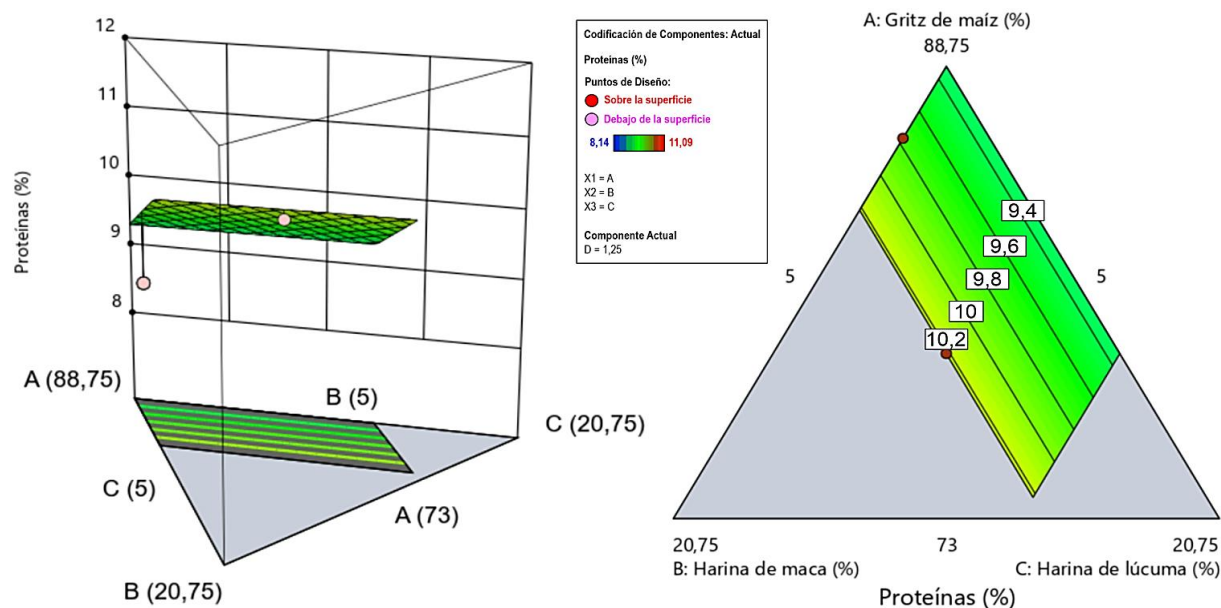 12
11
10
9
8
Proteínas (%)
A (88,75)
B (5)
C (20,75)
C (5)
A (73)
B (20,75)
Codificación de Componentes: Actual
Proteinas (%)
Puntos de Diseño:
Sobre la superficie
Debajo de la superficie
8,14 11,09
X1 = A
X2 = B
X3 = C
Componente Actual
D = 1,25
A: Gritz de maíz (%)
88,75
9,4
9,6
5 9,8 5
10
10,2
20,75 73 20,75
B: Harina de maca (%) C: Harina de lúcuma (%)
Proteínas (%)